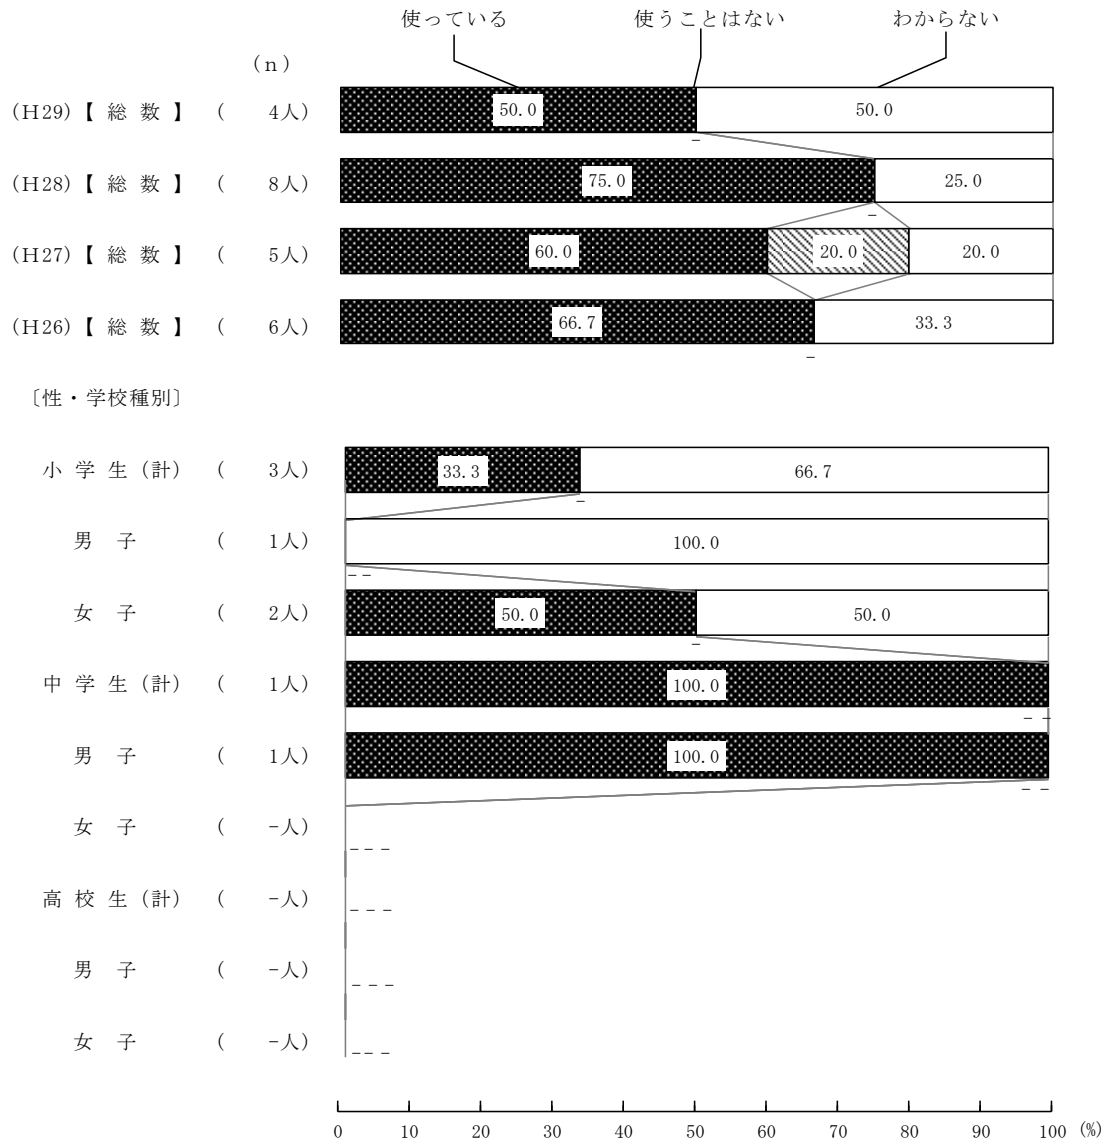 使っている 使うことはない わからない
(n)
(H29)【 総 数 】 ( 4人) 50.0 50.0
-
(H28)【 総 数 】 ( 8人) 75.0 25.0
-
(H27)【 総 数 】 ( 5人) 60.0 20.0 20.0
(H26)【 総 数 】 ( 6人) 66.7 33.3
-
〔性・学校種別〕
小 学 生 (計) ( 3人) 33.3 66.7
-
男 子 ( 1人) 100.0
- -
女 子 ( 2人) 50.0 50.0
-
中 学 生 (計) ( 1人) 100.0
- -
男 子 ( 1人) 100.0
- -
女 子 ( -人)
- - -
高 校 生 (計) ( -人)
- - -
男 子 ( -人)
- - -
女 子 ( -人)
- - -
0 10 20 30 40 50 60 70 80 90 100 (%)